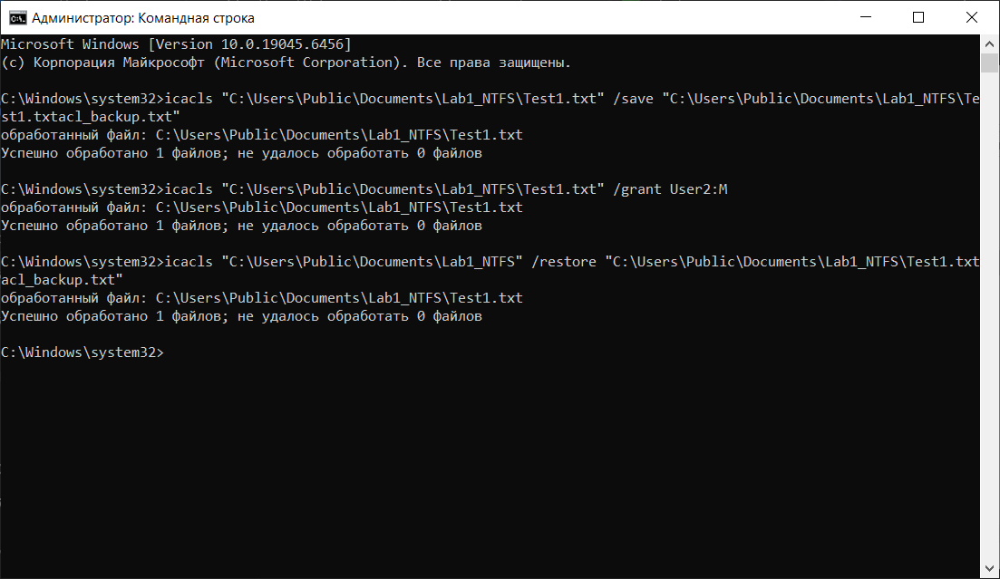 Администратор: Командная строка
Microsoft Windows [Version 10.0.19045.6456]
(c) Корпорация Майкрософт (Microsoft Corporation). Все права защищены.
C:\Windows\system32>icacls "C:\Users\Public\Documents\Lab1_NTFS\Test1.txt" /save "C:\Users\Public\Documents\Lab1_NTFS\Te
st1.txtacl_backup.txt"
обработанный файл: C:\Users\Public\Documents\Lab1_NTFS\Test1.txt
Успешно обработано 1 файлов; не удалось обработать 0 файлов
C:\Windows\system32>icacls "C:\Users\Public\Documents\Lab1_NTFS\Test1.txt" /grant User2:M
обработанный файл: C:\Users\Public\Documents\Lab1_NTFS\Test1.txt
Успешно обработано 1 файлов; не удалось обработать 0 файлов
C:\Windows\system32>icacls "C:\Users\Public\Documents\Lab1_NTFS" /restore "C:\Users\Public\Documents\Lab1_NTFS\Test1.txt
acl_backup.txt"
обработанный файл: C:\Users\Public\Documents\Lab1_NTFS\Test1.txt
Успешно обработано 1 файлов; не удалось обработать 0 файлов
C:\Windows\system32>